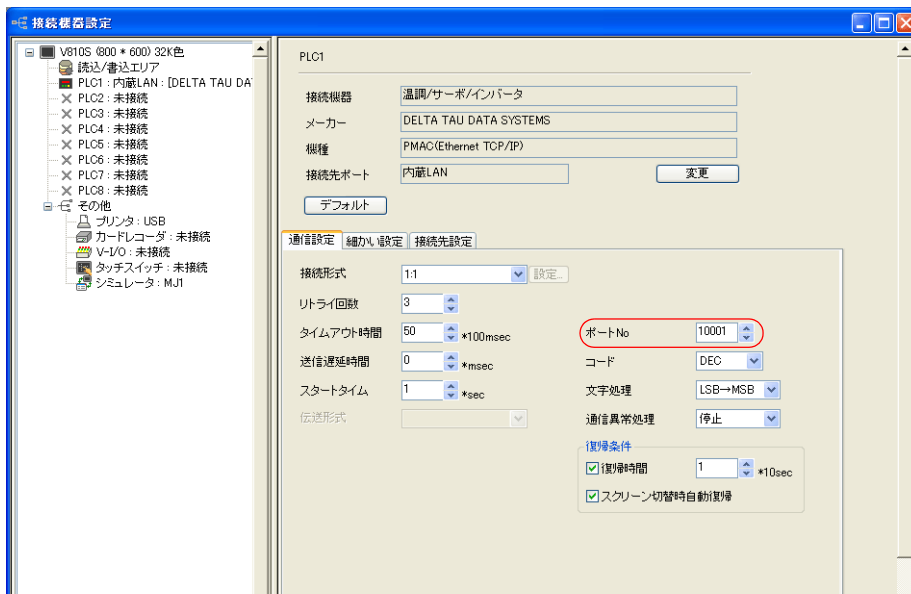 接続機器設定
V810S (800 * 600) 32K色
読込/書込エリア
PLC1 : 内蔵LAN : [DELTA TAU DA
PLC2 : 未接続
PLC3 : 未接続
PLC4 : 未接続
PLC5 : 未接続
PLC6 : 未接続
PLC7 : 未接続
PLC8 : 未接続
その他
プリンタ : USB
カードレコーダ : 未接続
V-I/O : 未接続
タッチスイッチ : 未接続
シミュレータ : MJ1
PLC1
接続機器 温調/サーボ/インバータ
メーカー DELTA TAU DATA SYSTEMS
機種 PMAC(Ethernet TCP/IP)
接続先ポート 内蔵LAN 変更
デフォルト
通信設定 細かい設定 接続先設定
接続形式 1:1 設定...
リトライ回数 3
タイムアウト時間 50 *100msec ポートNo 10001
送信遅延時間 0 *msec コード DEC
スタートタイム 1 *sec 文字処理 LSB→MSB
伝送形式 通信異常処理 停止
復帰条件
復帰時間 1 *10sec
スクリーン切替時自動復帰